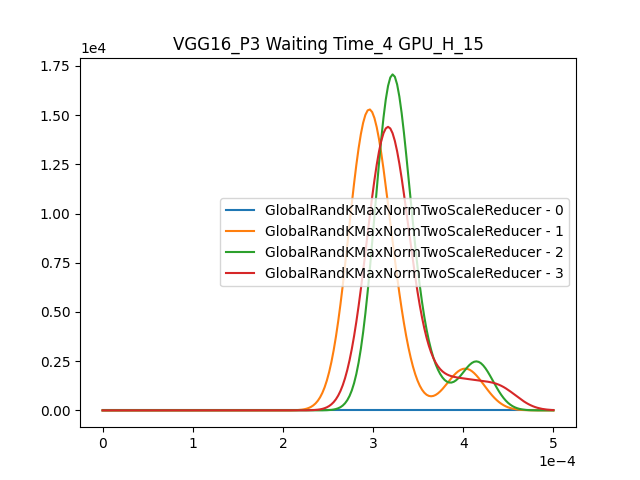 VGG16_P3 Waiting Time_4 GPU_H_15
1e4
1.75
1.50
1.25
1.00
0.75
0.50
0.25
0.00
GlobalRandKMaxNormTwoScaleReducer - 0
GlobalRandKMaxNormTwoScaleReducer - 1
GlobalRandKMaxNormTwoScaleReducer - 2
GlobalRandKMaxNormTwoScaleReducer - 3
0 1 2 3 4 5
1e−4